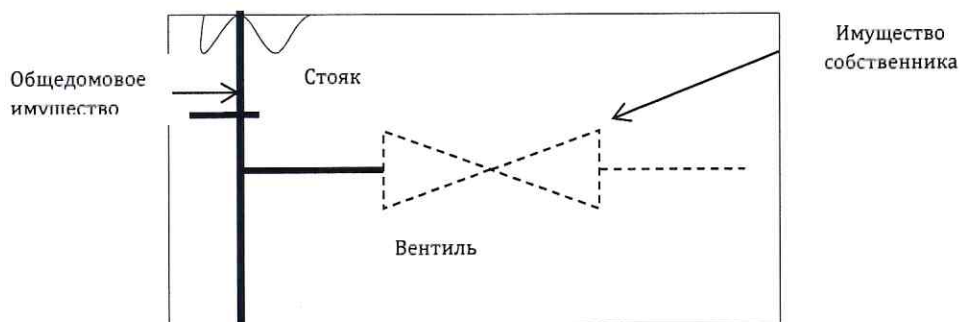 Общедомовое
имущество
Стояк
Имущество
собственника
Вентиль